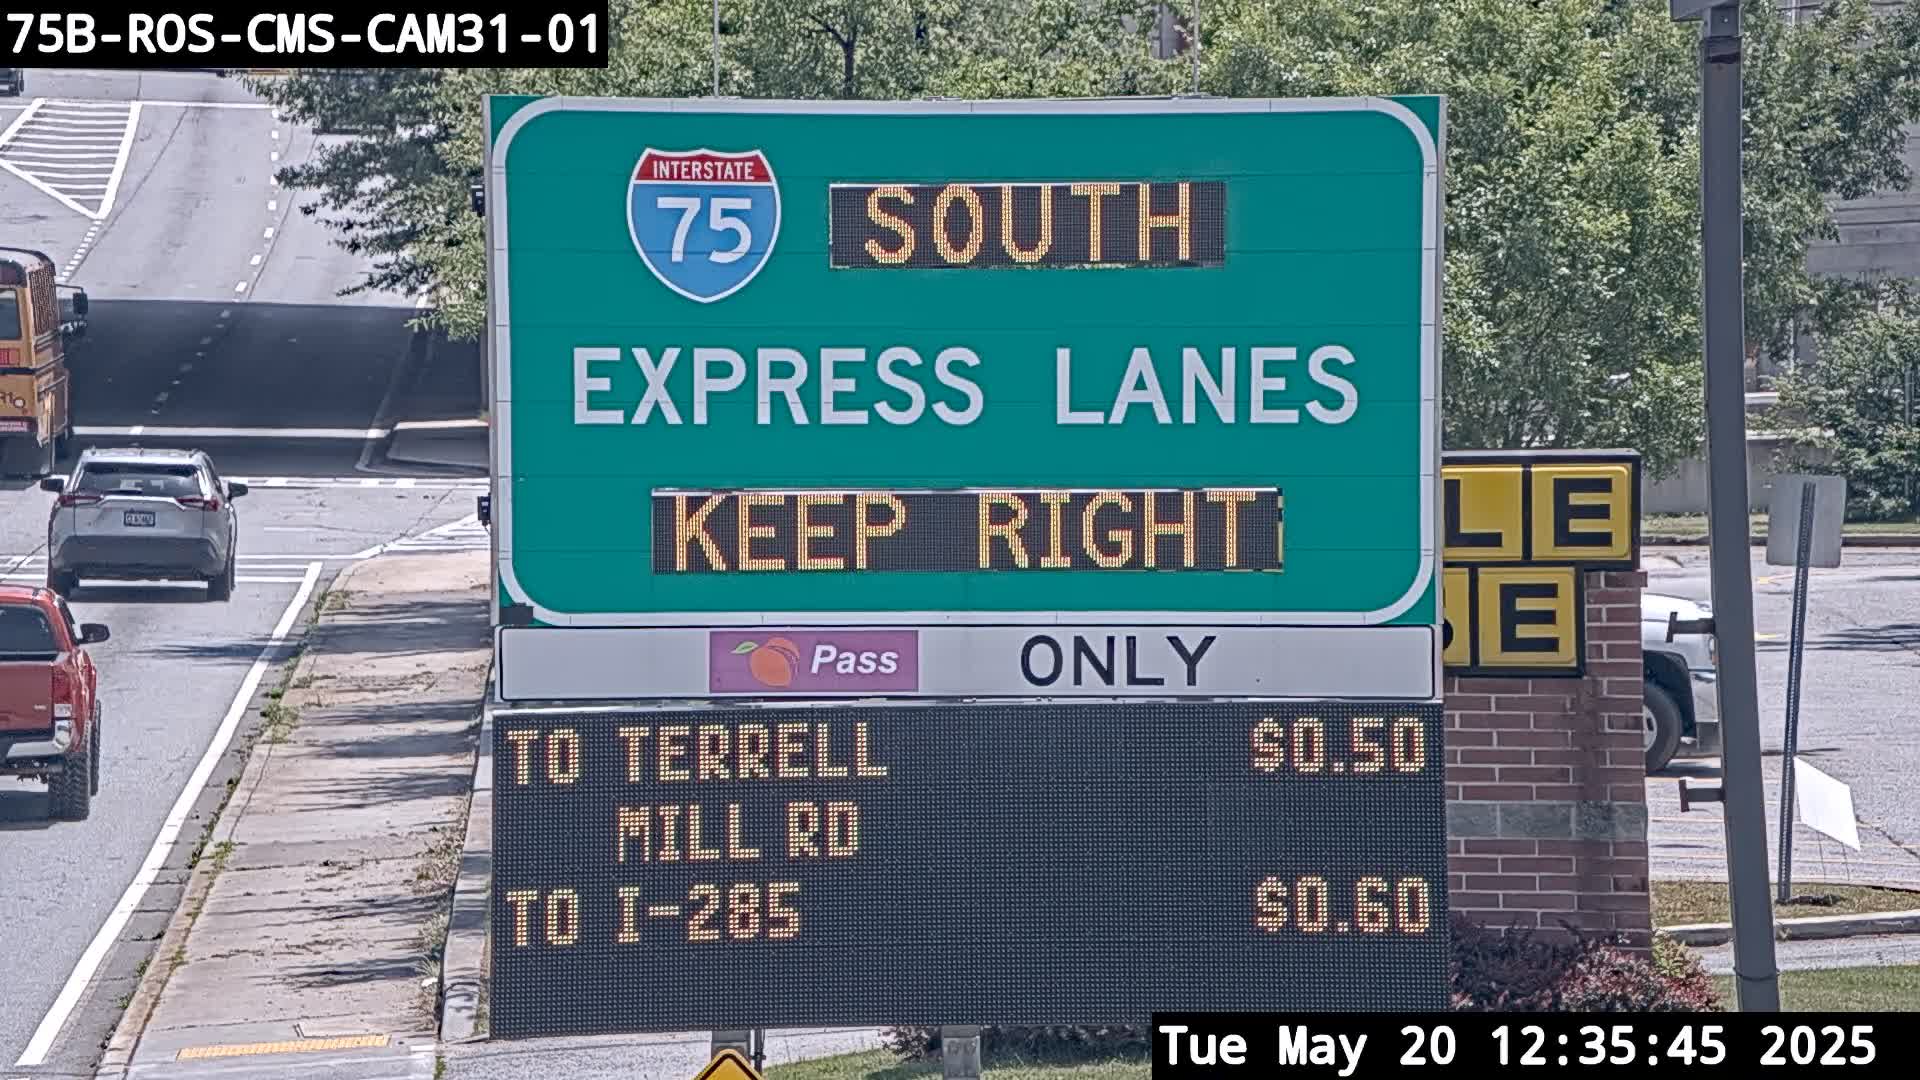 75B-ROS-CMS-CAM31-01
INTERSTATE
75
SOUTH
EXPRESS LANES
KEEP RIGHT
Pass ONLY
TO TERRELL $0.50
MILL RD
TO I-285 $0.60
LE
E
Tue May 20 12:35:45 2025